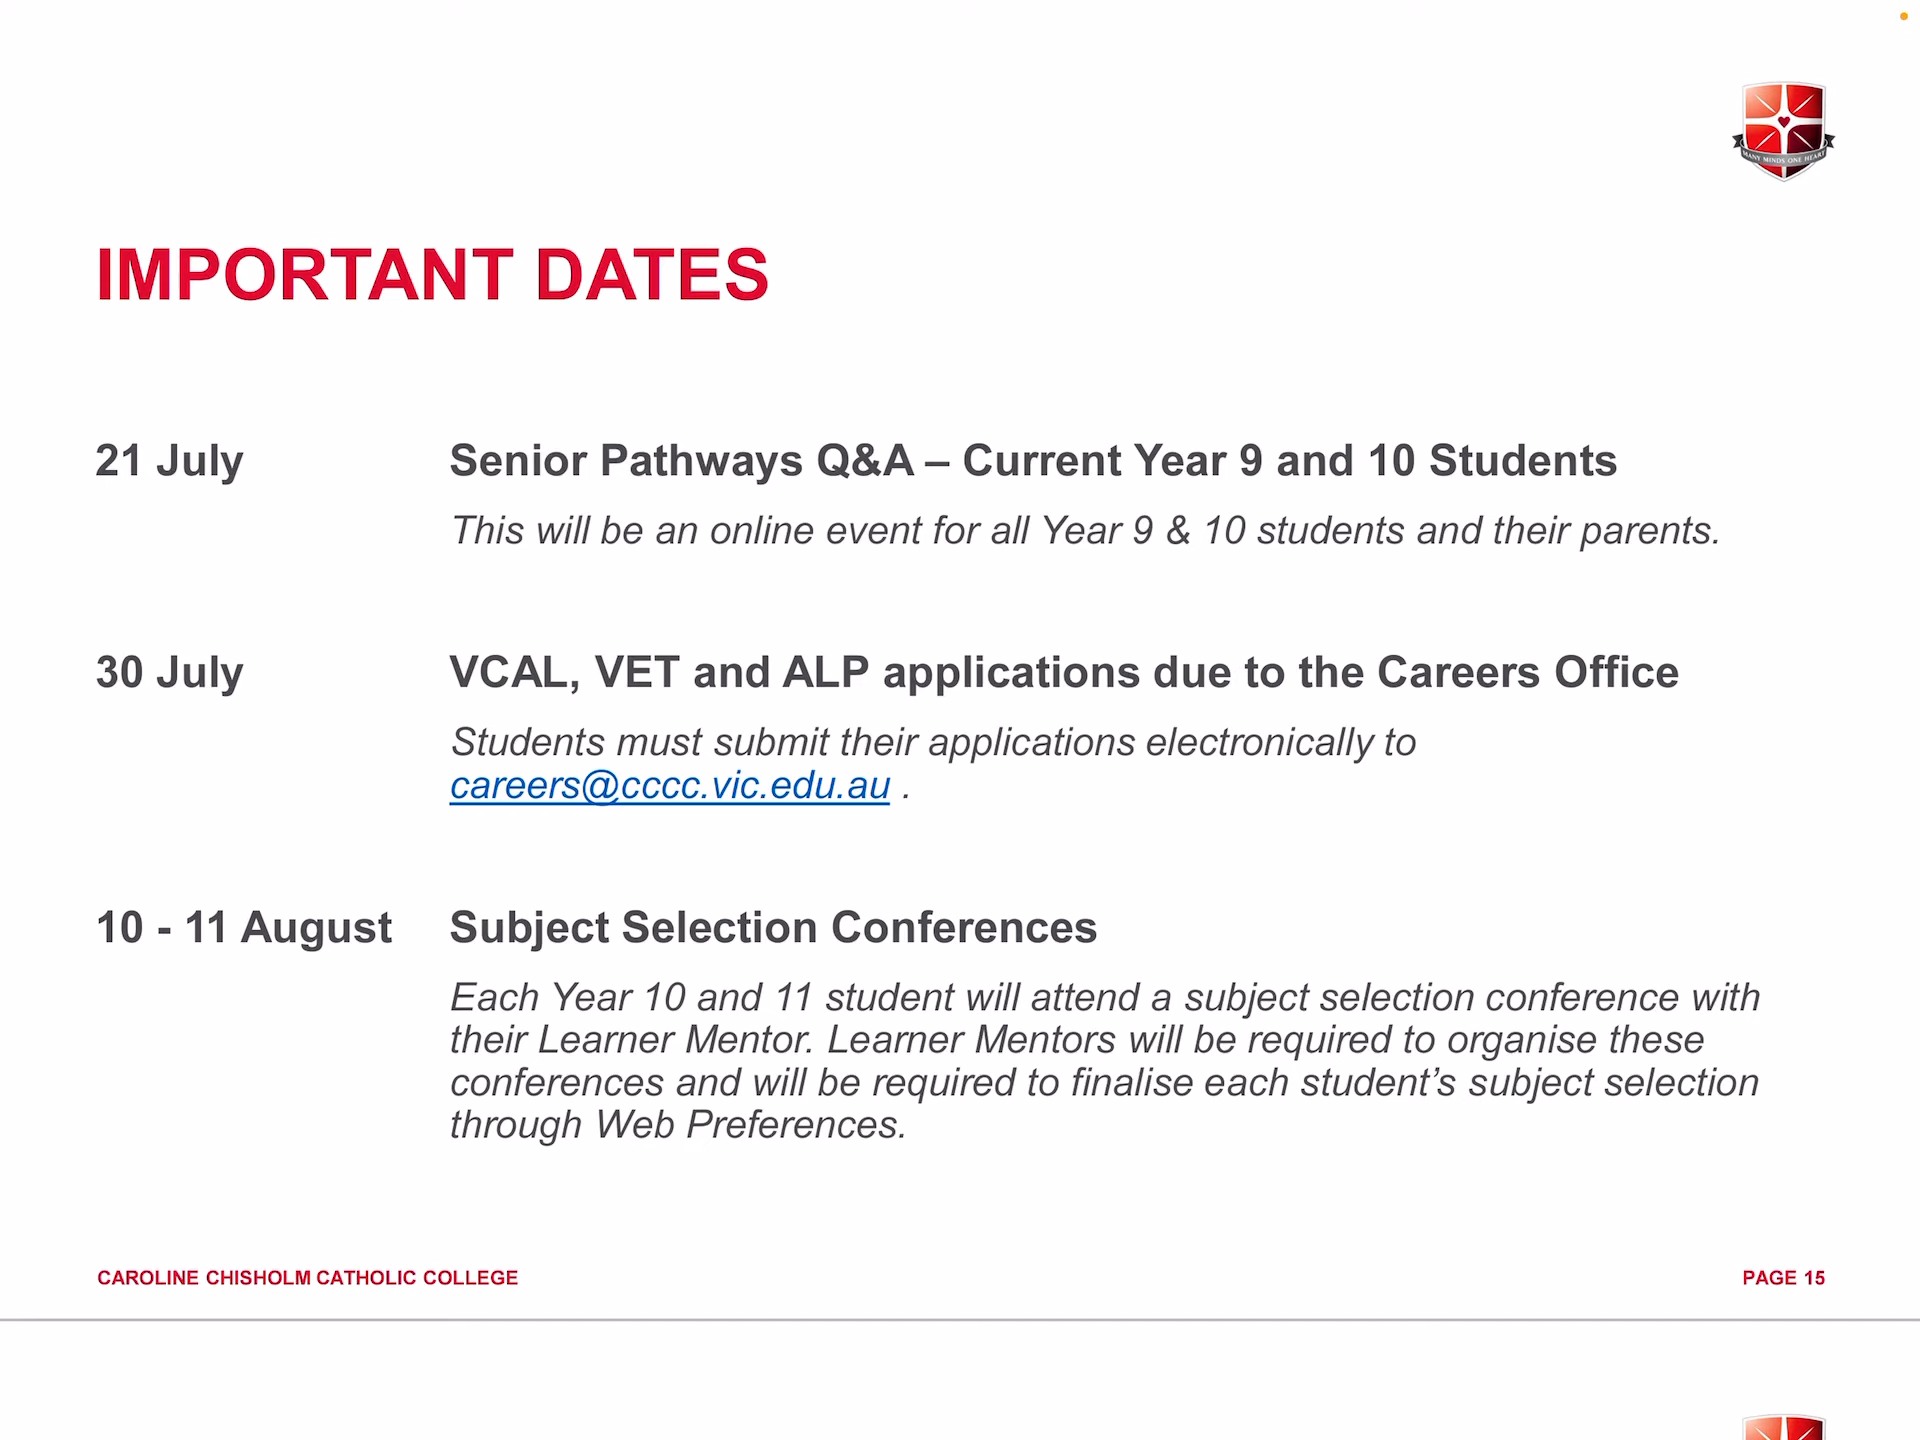 MANY MINDS ONE HEART
IMPORTANT DATES
21 July
Senior Pathways Q&A – Current Year 9 and 10 Students
This will be an online event for all Year 9 & 10 students and their parents.
30 July
VCAL, VET and ALP applications due to the Careers Office
Students must submit their applications electronically to
careers@cccc.vic.edu.au .
10 - 11 August
Subject Selection Conferences
Each Year 10 and 11 student will attend a subject selection conference with
their Learner Mentor. Learner Mentors will be required to organise these
conferences and will be required to finalise each student’s subject selection
through Web Preferences.
CAROLINE CHISHOLM CATHOLIC COLLEGE
PAGE 15